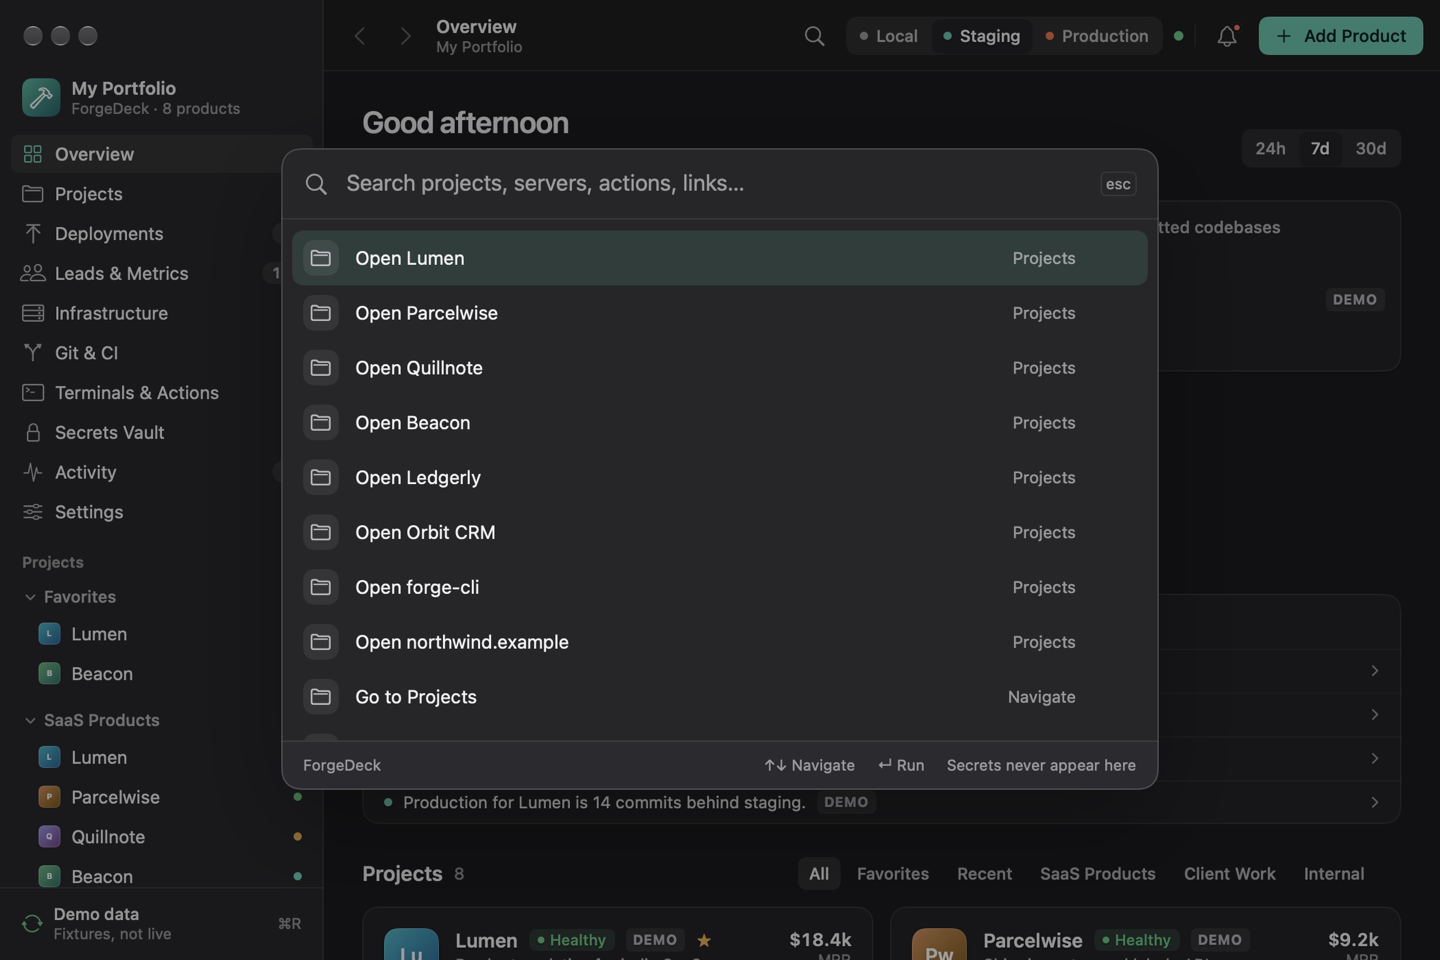 Overview
My Portfolio
Local
Staging
Production
Add Product
My Portfolio
ForgeDeck · 8 products
Overview
Projects
Deployments
Leads & Metrics
1
Infrastructure
Git & CI
Terminals & Actions
Secrets Vault
Activity
Settings
Projects
Favorites
L Lumen
B Beacon
SaaS Products
L Lumen
P Parcelwise
Q Quillnote
B Beacon
Demo data
Fixtures, not live
⌘R
Good afternoon
24h 7d 30d
tted codebases
DEMO
Search projects, servers, actions, links...
esc
Open Lumen Projects
Open Parcelwise Projects
Open Quillnote Projects
Open Beacon Projects
Open Ledgerly Projects
Open Orbit CRM Projects
Open forge-cli Projects
Open northwind.example Projects
Go to Projects Navigate
ForgeDeck
↑↓ Navigate
↵ Run
Secrets never appear here
Production for Lumen is 14 commits behind staging. DEMO
Projects 8
All Favorites Recent SaaS Products Client Work Internal
Lu
Lumen Healthy DEMO ★ $18.4k
MRR
Pw
Parcelwise Healthy DEMO $9.2k
MRR